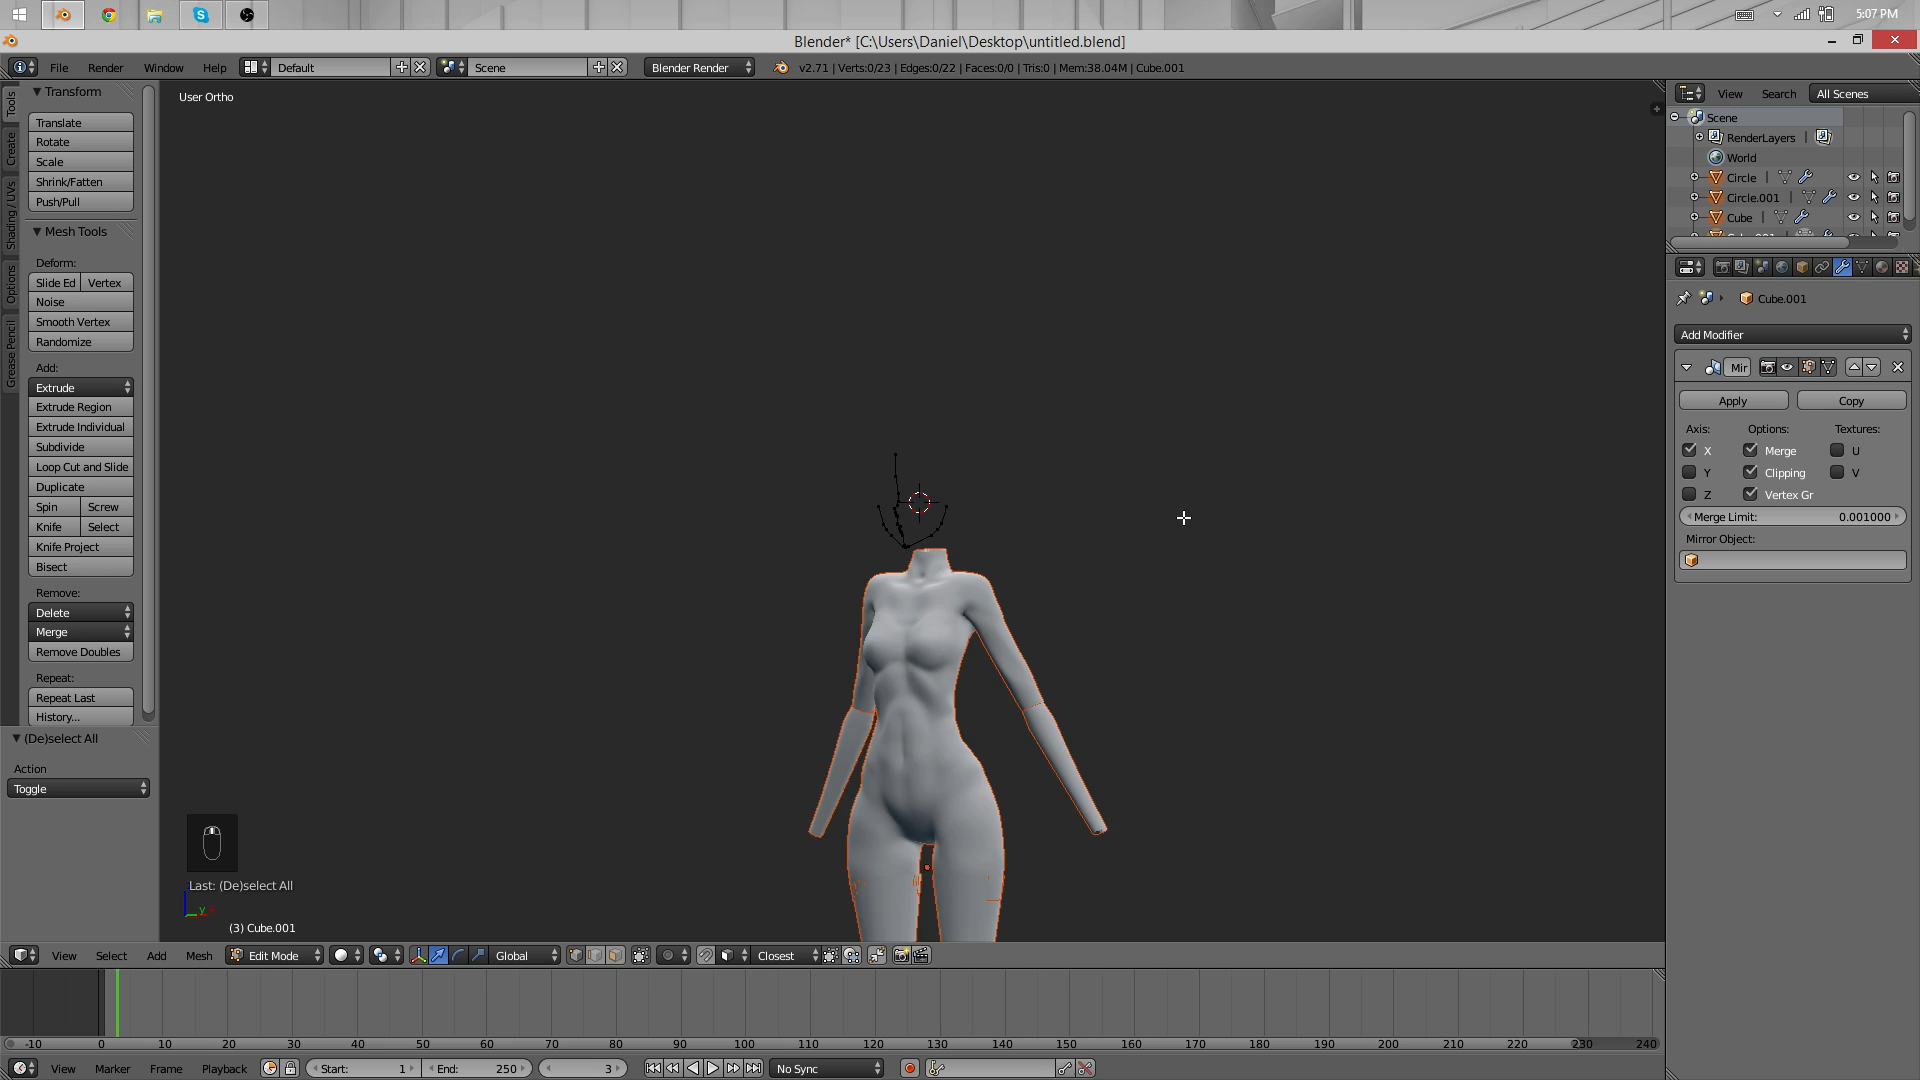 5:07 PM
Blender* [C:\Users\Daniel\Desktop\untitled.blend]
File Render Window Help Default Scene Blender Render v2.71 | Verts:0/23 | Edges:0/22 | Faces:0/0 | Tris:0 | Mem:38.04M | Cube.001
Tools
Create
Shading / UVs
Options
Grease Pencil
Transform
Translate
Rotate
Scale
Shrink/Fatten
Push/Pull
Mesh Tools
Deform:
Slide Ed Vertex
Noise
Smooth Vertex
Randomize
Add:
Extrude
Extrude Region
Extrude Individual
Subdivide
Loop Cut and Slide
Duplicate
Spin Screw
Knife Select
Knife Project
Bisect
Remove:
Delete
Merge
Remove Doubles
Repeat:
Repeat Last
History...
(De)select All
Action
Toggle
User Ortho
Last: (De)select All
y
(3) Cube.001
View Search All Scenes
Scene
RenderLayers
World
Circle
Circle.001
Cube
Cube.001
Add Modifier
Mir
Apply Copy
Axis: Options: Textures:
X Merge U
Y Clipping V
Z Vertex Gr
Merge Limit: 0.001000
Mirror Object:
View Select Add Mesh Edit Mode Global Closest
-10 0 10 20 30 40 50 60 70 80 90 100 110 120 130 140 150 160 170 180 190 200 210 220 230 240
View Marker Frame Playback Start: 1 End: 250 3 No Sync